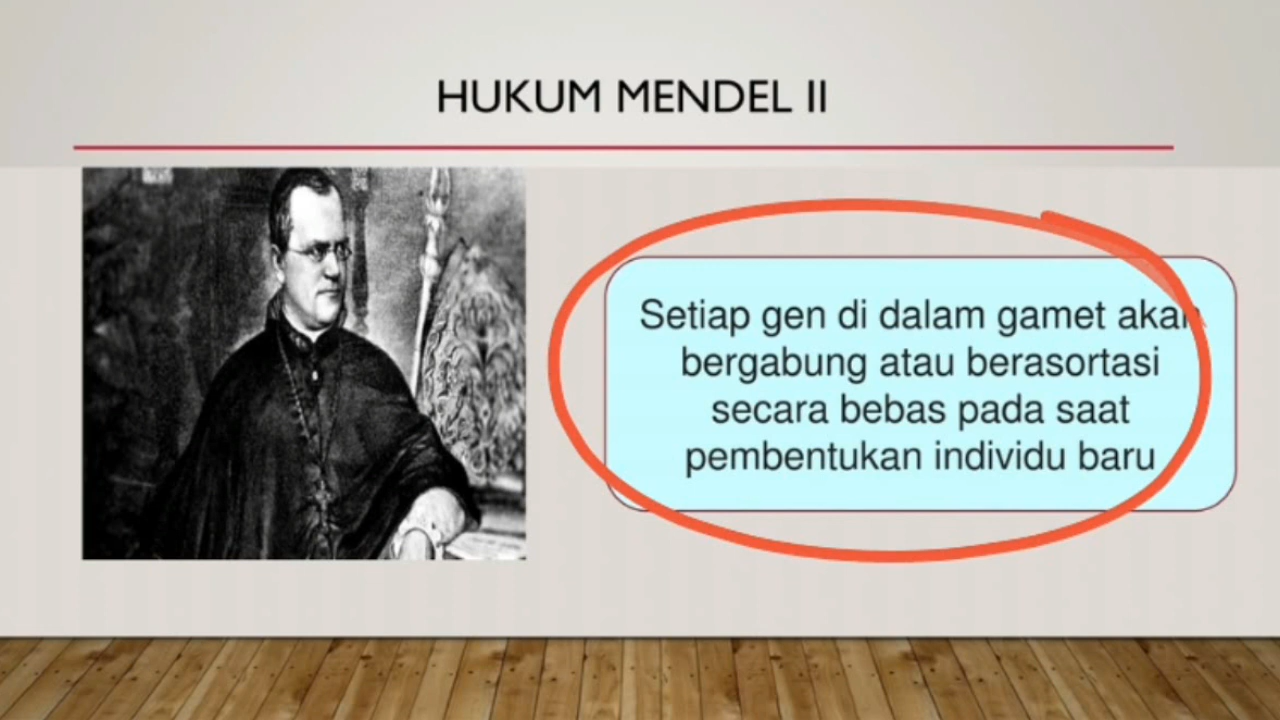 HUKUM MENDEL II
Setiap gen di dalam gamet akan
bergabung atau berasortasi
secara bebas pada saat
pembentukan individu baru